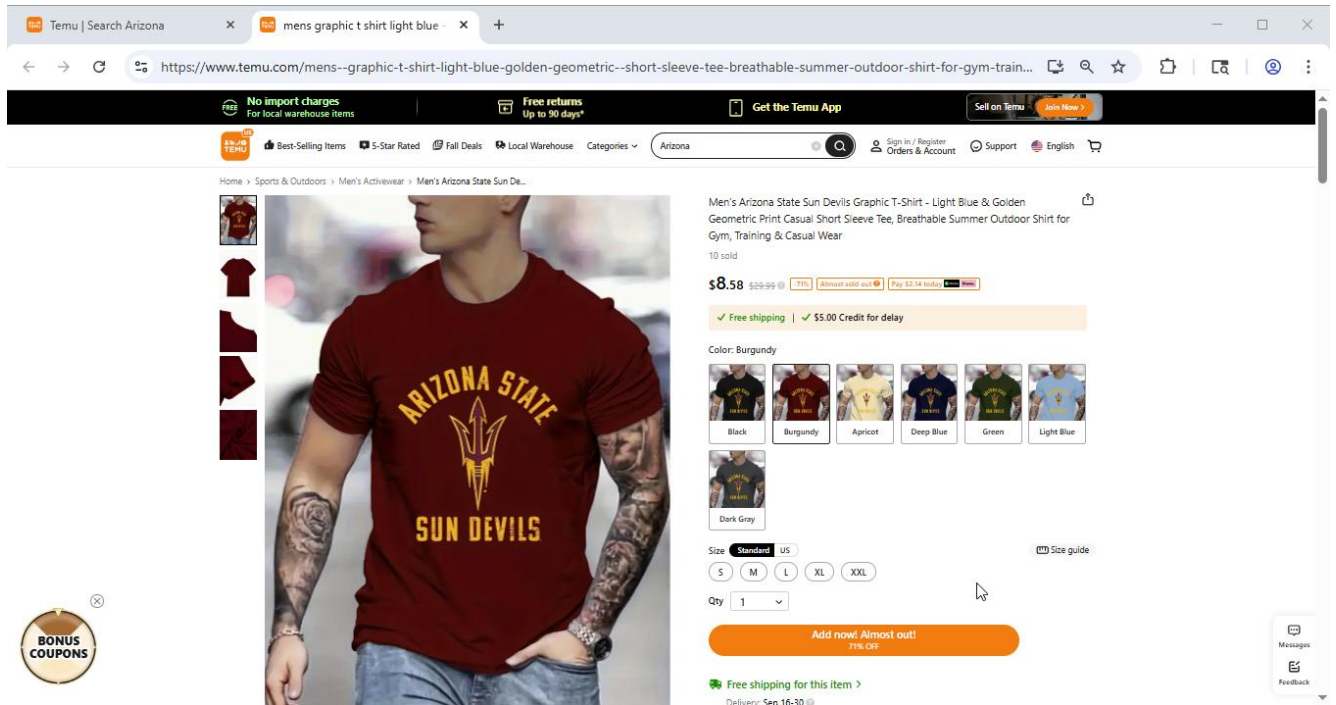 Temu | Search Arizona
mens graphic t shirt light blue -
https://www.temu.com/mens--graphic-t-shirt-light-blue-golden-geometric--short-sleeve-tee-breathable-summer-outdoor-shirt-for-gym-train...
FREE
No import charges
For local warehouse items
Free returns
Up to 90 days*
Get the Temu App
Sell on Temu
Join Now >
TEMU
US
Best-Selling Items
5-Star Rated
Fall Deals
Local Warehouse
Categories
Arizona
Sign in / Register
Orders & Account
Support
English
Home > Sports & Outdoors > Men's Activewear > Men's Arizona State Sun De...
ARIZONA STATE
SUN DEVILS
Men's Arizona State Sun Devils Graphic T-Shirt - Light Blue & Golden
Geometric Print Casual Short Sleeve Tee, Breathable Summer Outdoor Shirt for
Gym, Training & Casual Wear
10 sold
$8.58 $29.99 -71% Almost sold out Pay $2.14 today
Free shipping | $5.00 Credit for delay
Color: Burgundy
Black
Burgundy
Apricot
Deep Blue
Green
Light Blue
Dark Gray
Size Standard US
Size guide
S M L XL XXL
Qty 1
Add now! Almost out!
71% OFF
Free shipping for this item >
Delivery: Sep 16-30
BONUS
COUPONS
Messages
Feedback